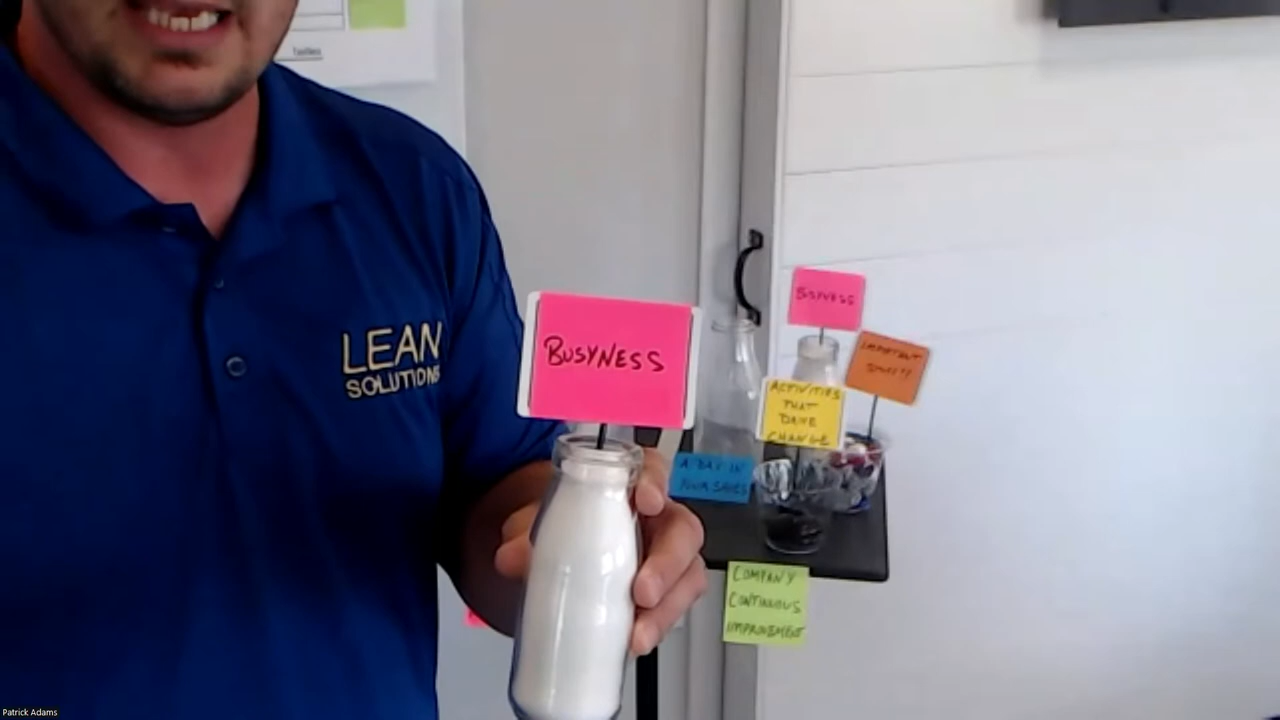 Toolbox
LEAN
SOLUTIONS
BUSYNESS
BUSYNESS
IMPORTANT
STUFF!!
ACTIVITIES
THAT
DRIVE
CHANGE
A DAY IN
YOUR SHOES
COMPANY
CONTINUOUS
IMPROVEMENT
Patrick Adams